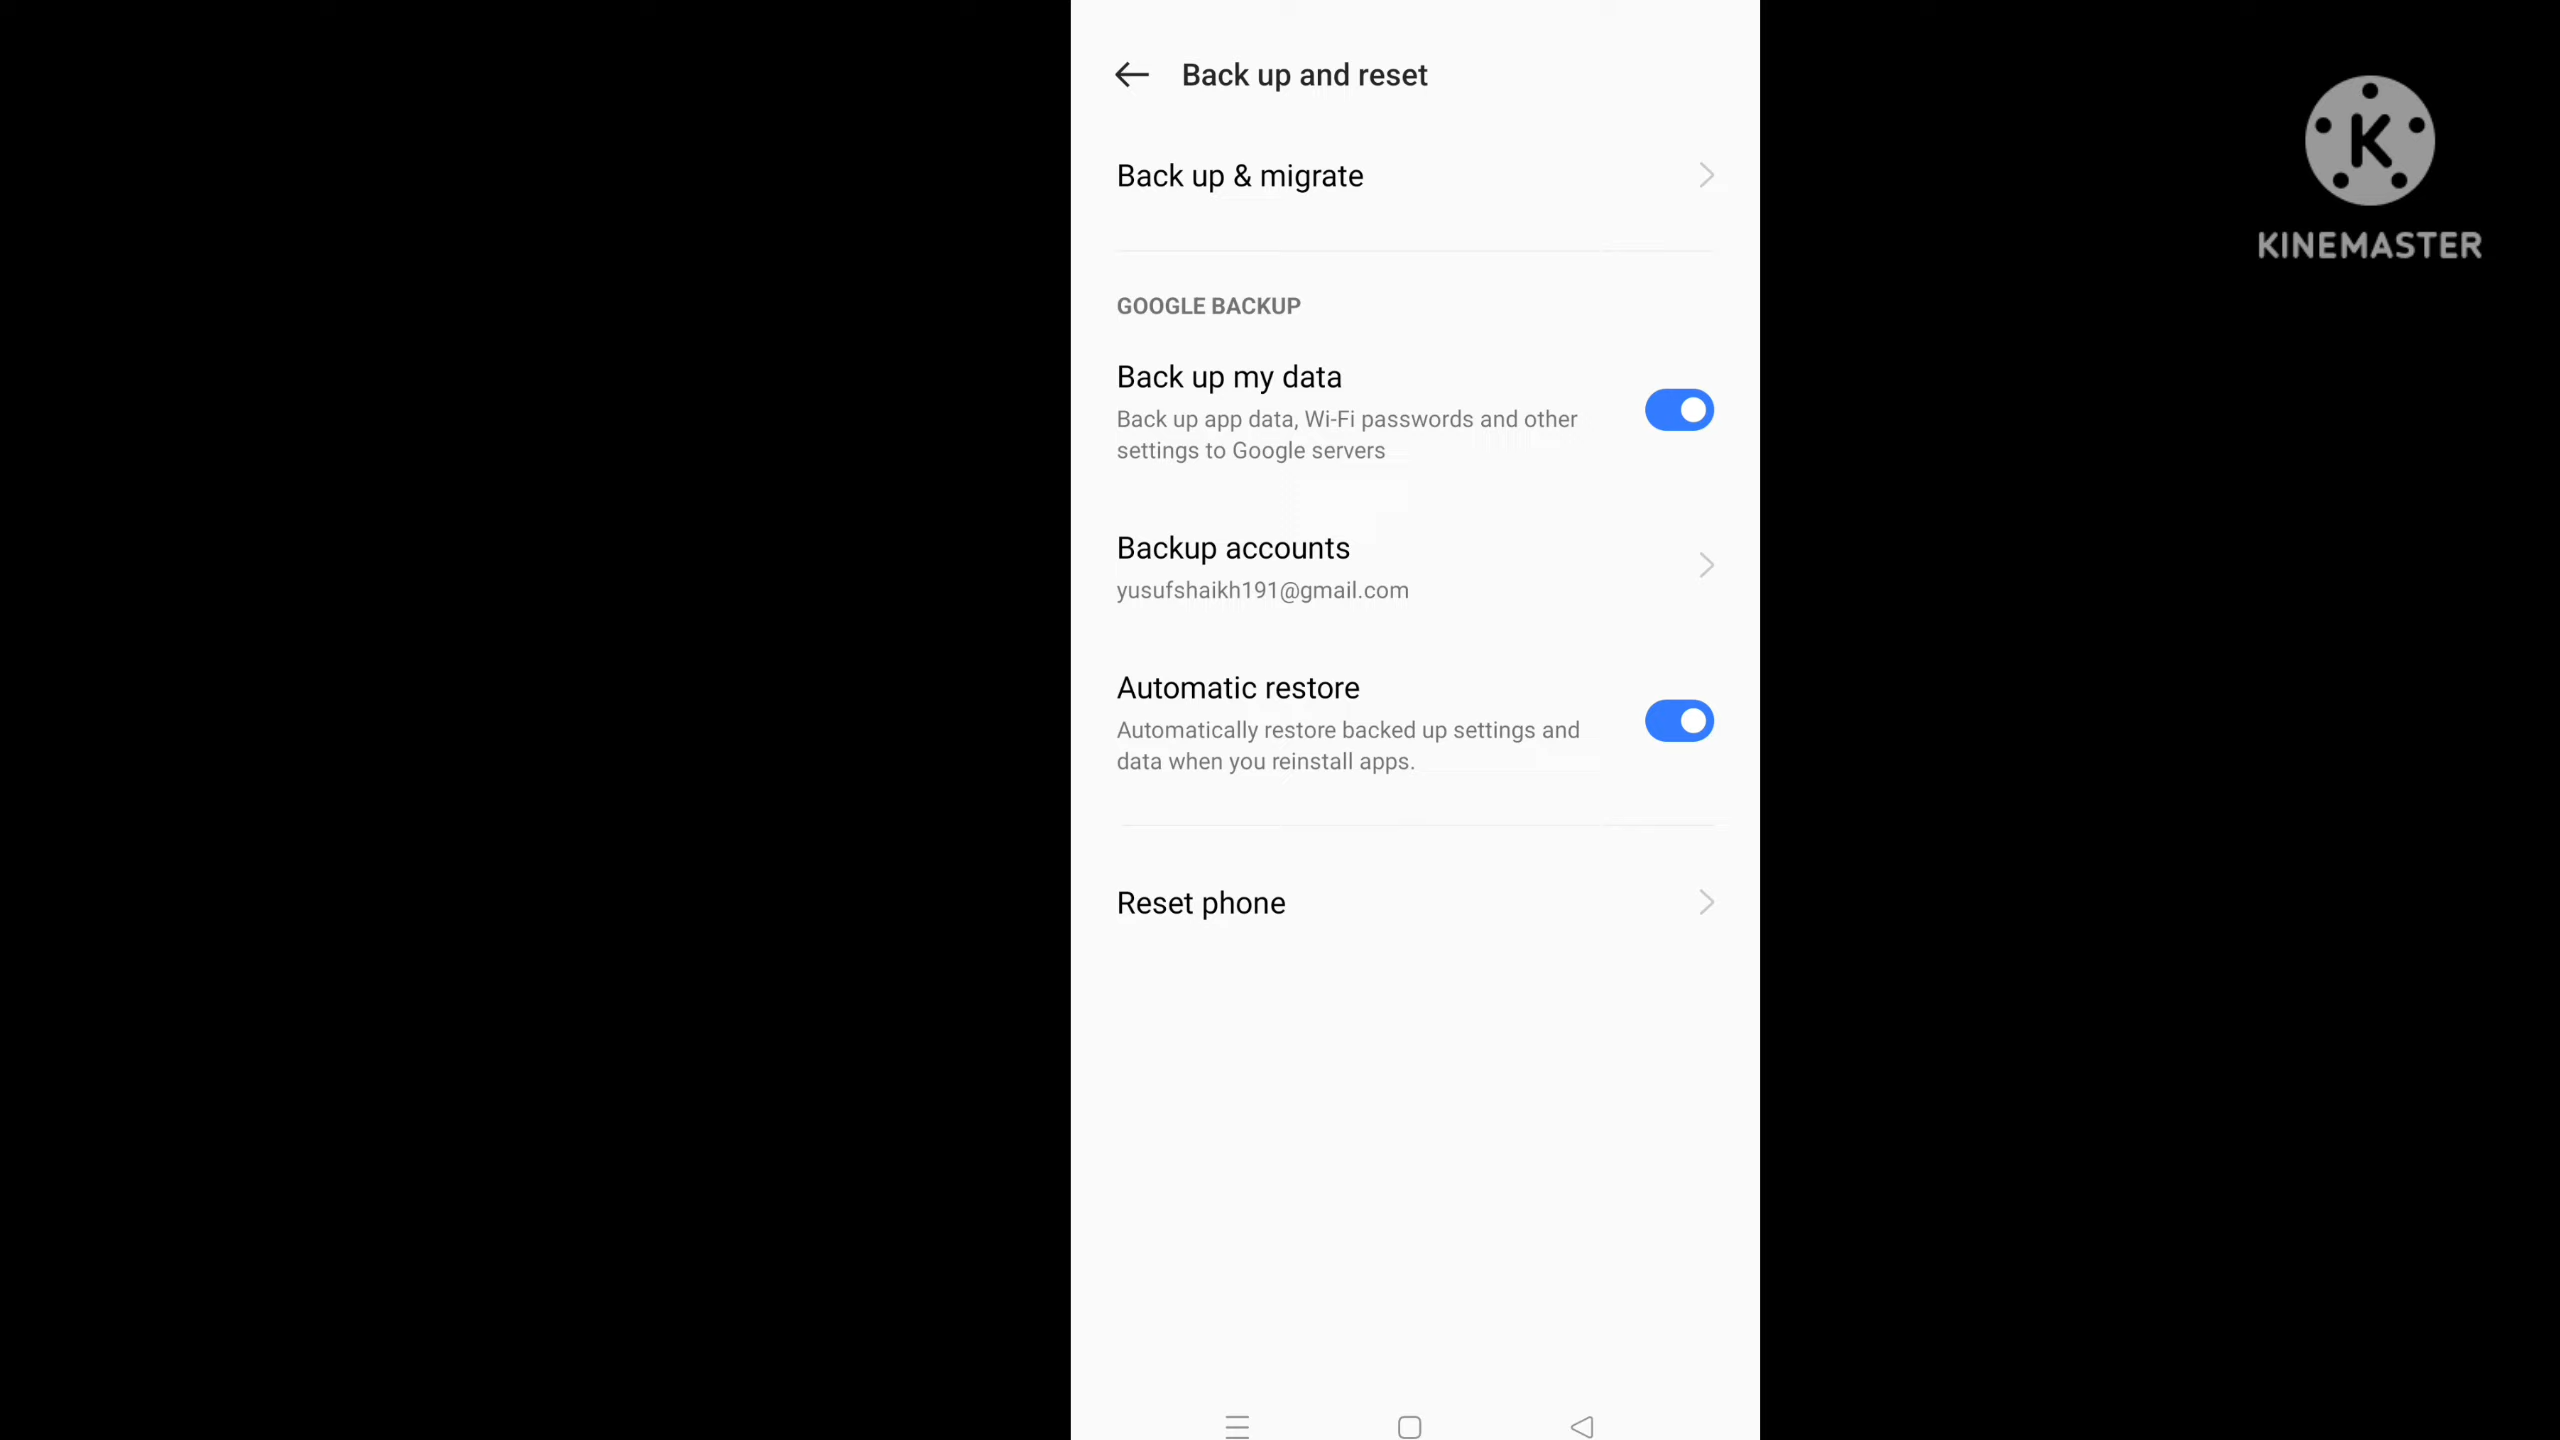 Back up and reset
Back up & migrate
GOOGLE BACKUP
Back up my data
Back up app data, Wi-Fi passwords and other
settings to Google servers
Backup accounts
yusufshaikh191@gmail.com
Automatic restore
Automatically restore backed up settings and
data when you reinstall apps.
Reset phone
K
KINEMASTER